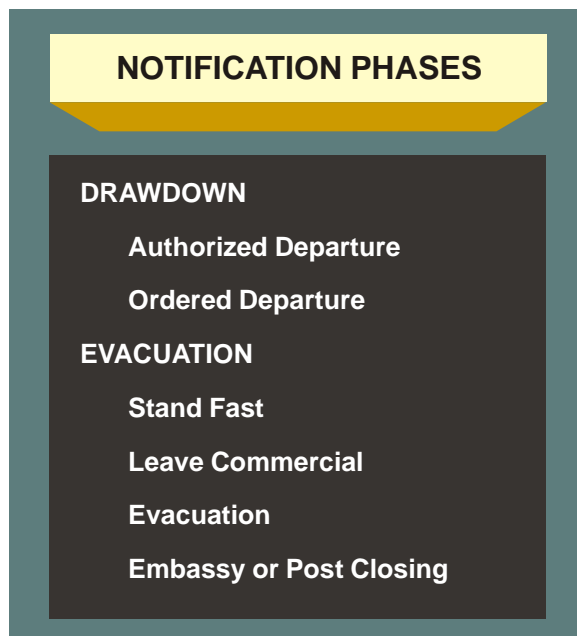 NOTIFICATION PHASES
DRAWDOWN
Authorized Departure
Ordered Departure
EVACUATION
Stand Fast
Leave Commercial
Evacuation
Embassy or Post Closing